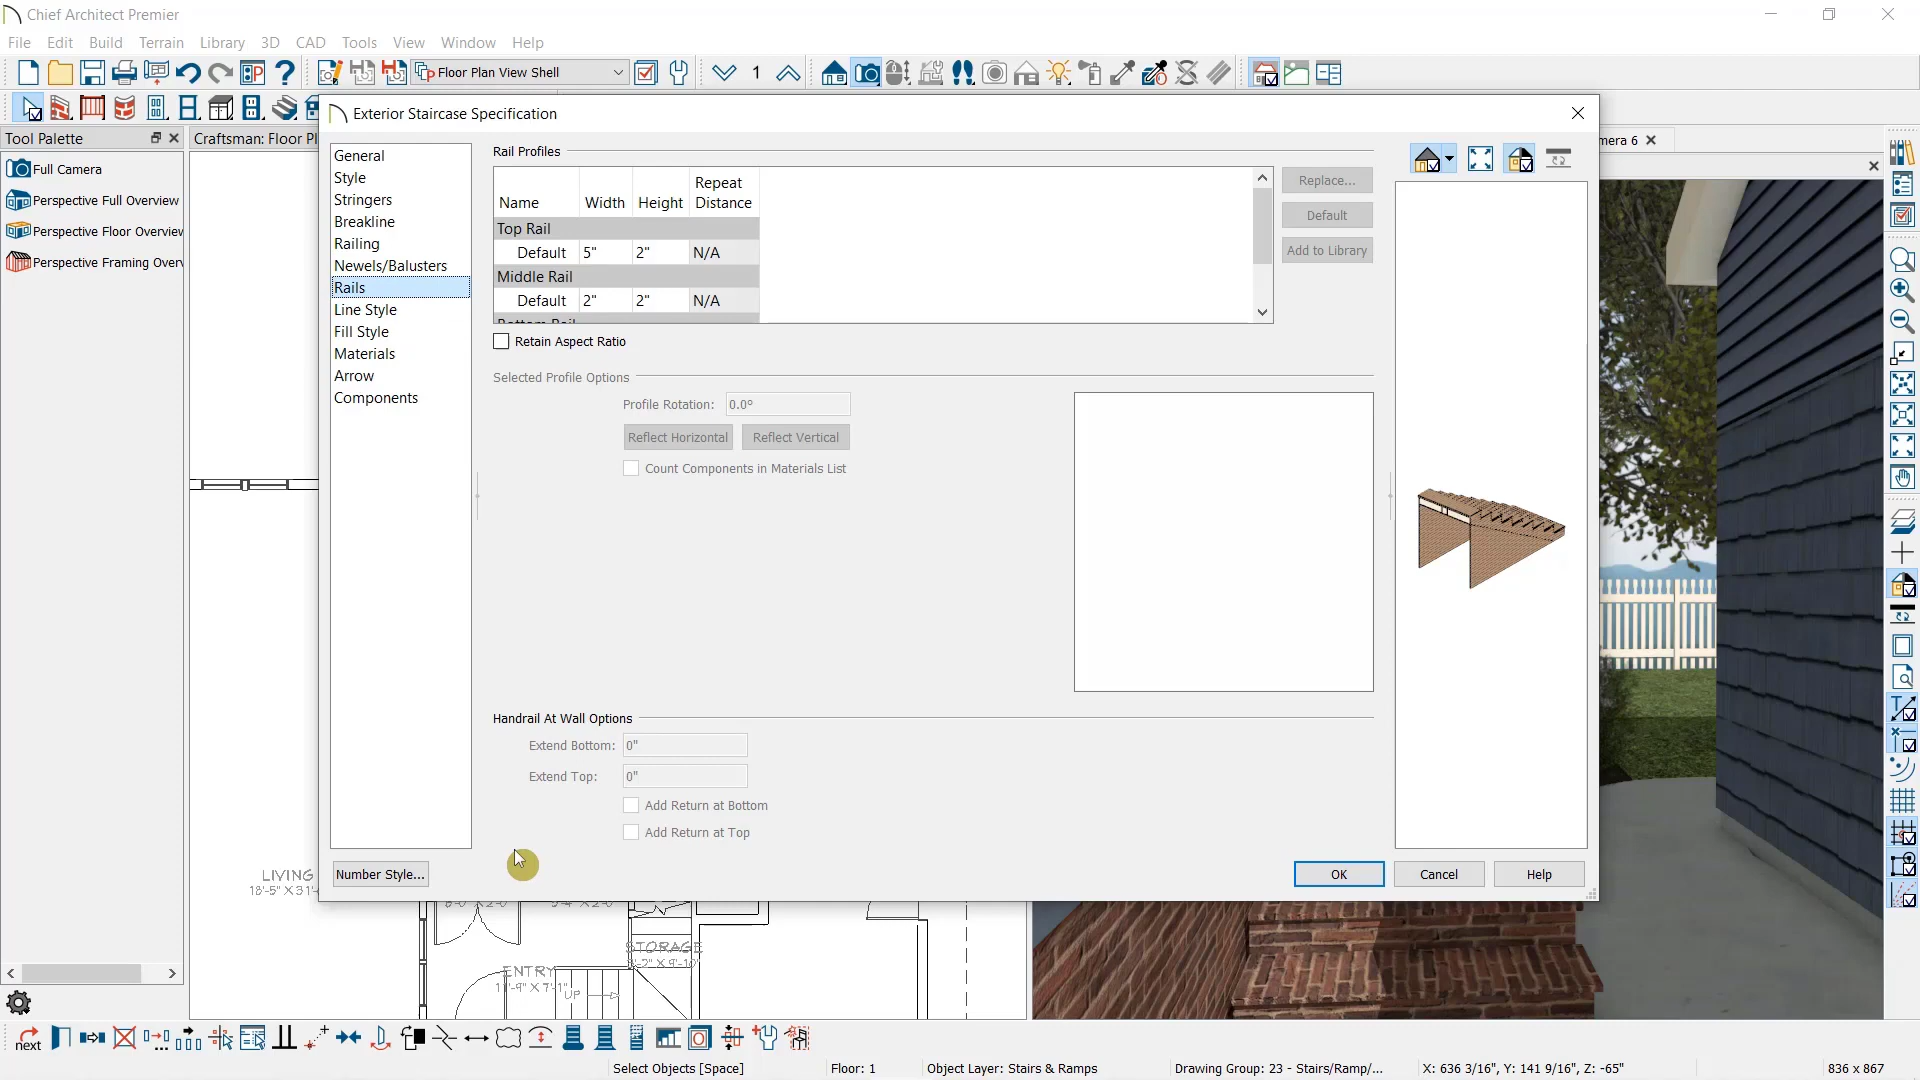 Chief Architect Premier
File Edit Build Terrain Library 3D CAD Tools View Window Help
Floor Plan View Shell
1
Tool Palette
Craftsman: Floor Pl
Full Camera
Perspective Full Overview
Perspective Floor Overview
Perspective Framing Overv
mera 6
Exterior Staircase Specification
General
Style
Stringers
Breakline
Railing
Newels/Balusters
Rails
Line Style
Fill Style
Materials
Arrow
Components
Rail Profiles
Name Width Height Repeat Distance
Top Rail
Default 5" 2" N/A
Middle Rail
Default 2" 2" N/A
Bottom Rail
Replace...
Default
Add to Library
Retain Aspect Ratio
Selected Profile Options
Profile Rotation: 0.0°
Reflect Horizontal Reflect Vertical
Count Components in Materials List
Handrail At Wall Options
Extend Bottom: 0"
Extend Top: 0"
Add Return at Bottom
Add Return at Top
Number Style...
OK Cancel Help
LIVING
STORAGE
ENTRY
11'-9" X 7'-1"
UP
next
Select Objects [Space]
Floor: 1
Object Layer: Stairs & Ramps
Drawing Group: 23 - Stairs/Ramp/...
X: 636 3/16", Y: 141 9/16", Z: -65"
836 x 867